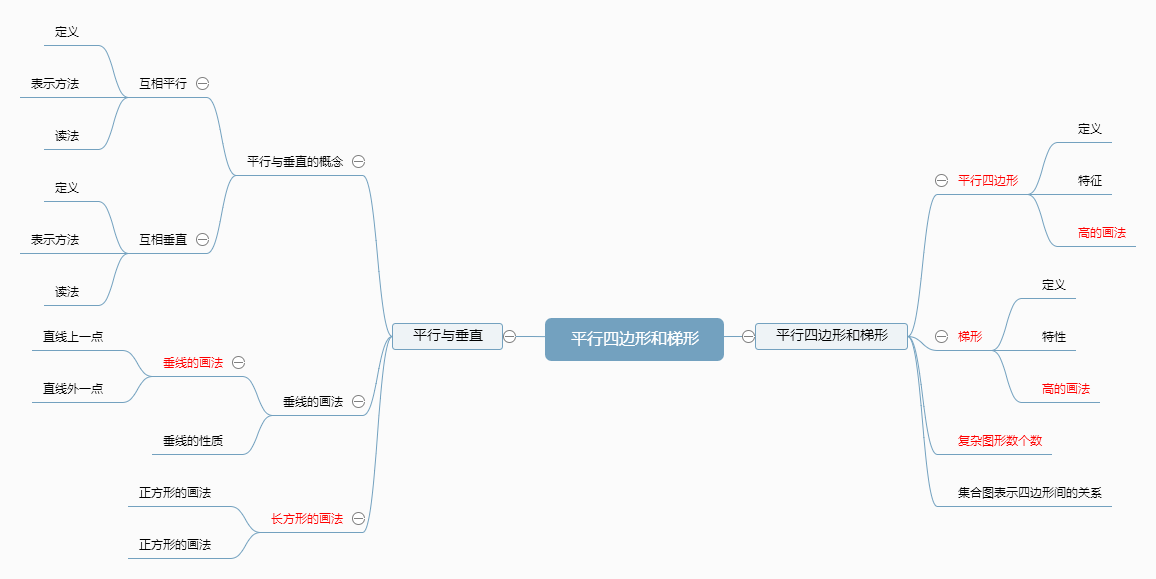 定义
表示方法
互相平行
读法
平行与垂直的概念
定义
表示方法
互相垂直
读法
平行与垂直
直线上一点
垂线的画法
直线外一点
垂线的画法
垂线的性质
正方形的画法
长方形的画法
正方形的画法
平行四边形和梯形
平行四边形和梯形
定义
平行四边形
特征
高的画法
定义
梯形
特性
高的画法
复杂图形数个数
集合图表示四边形间的关系